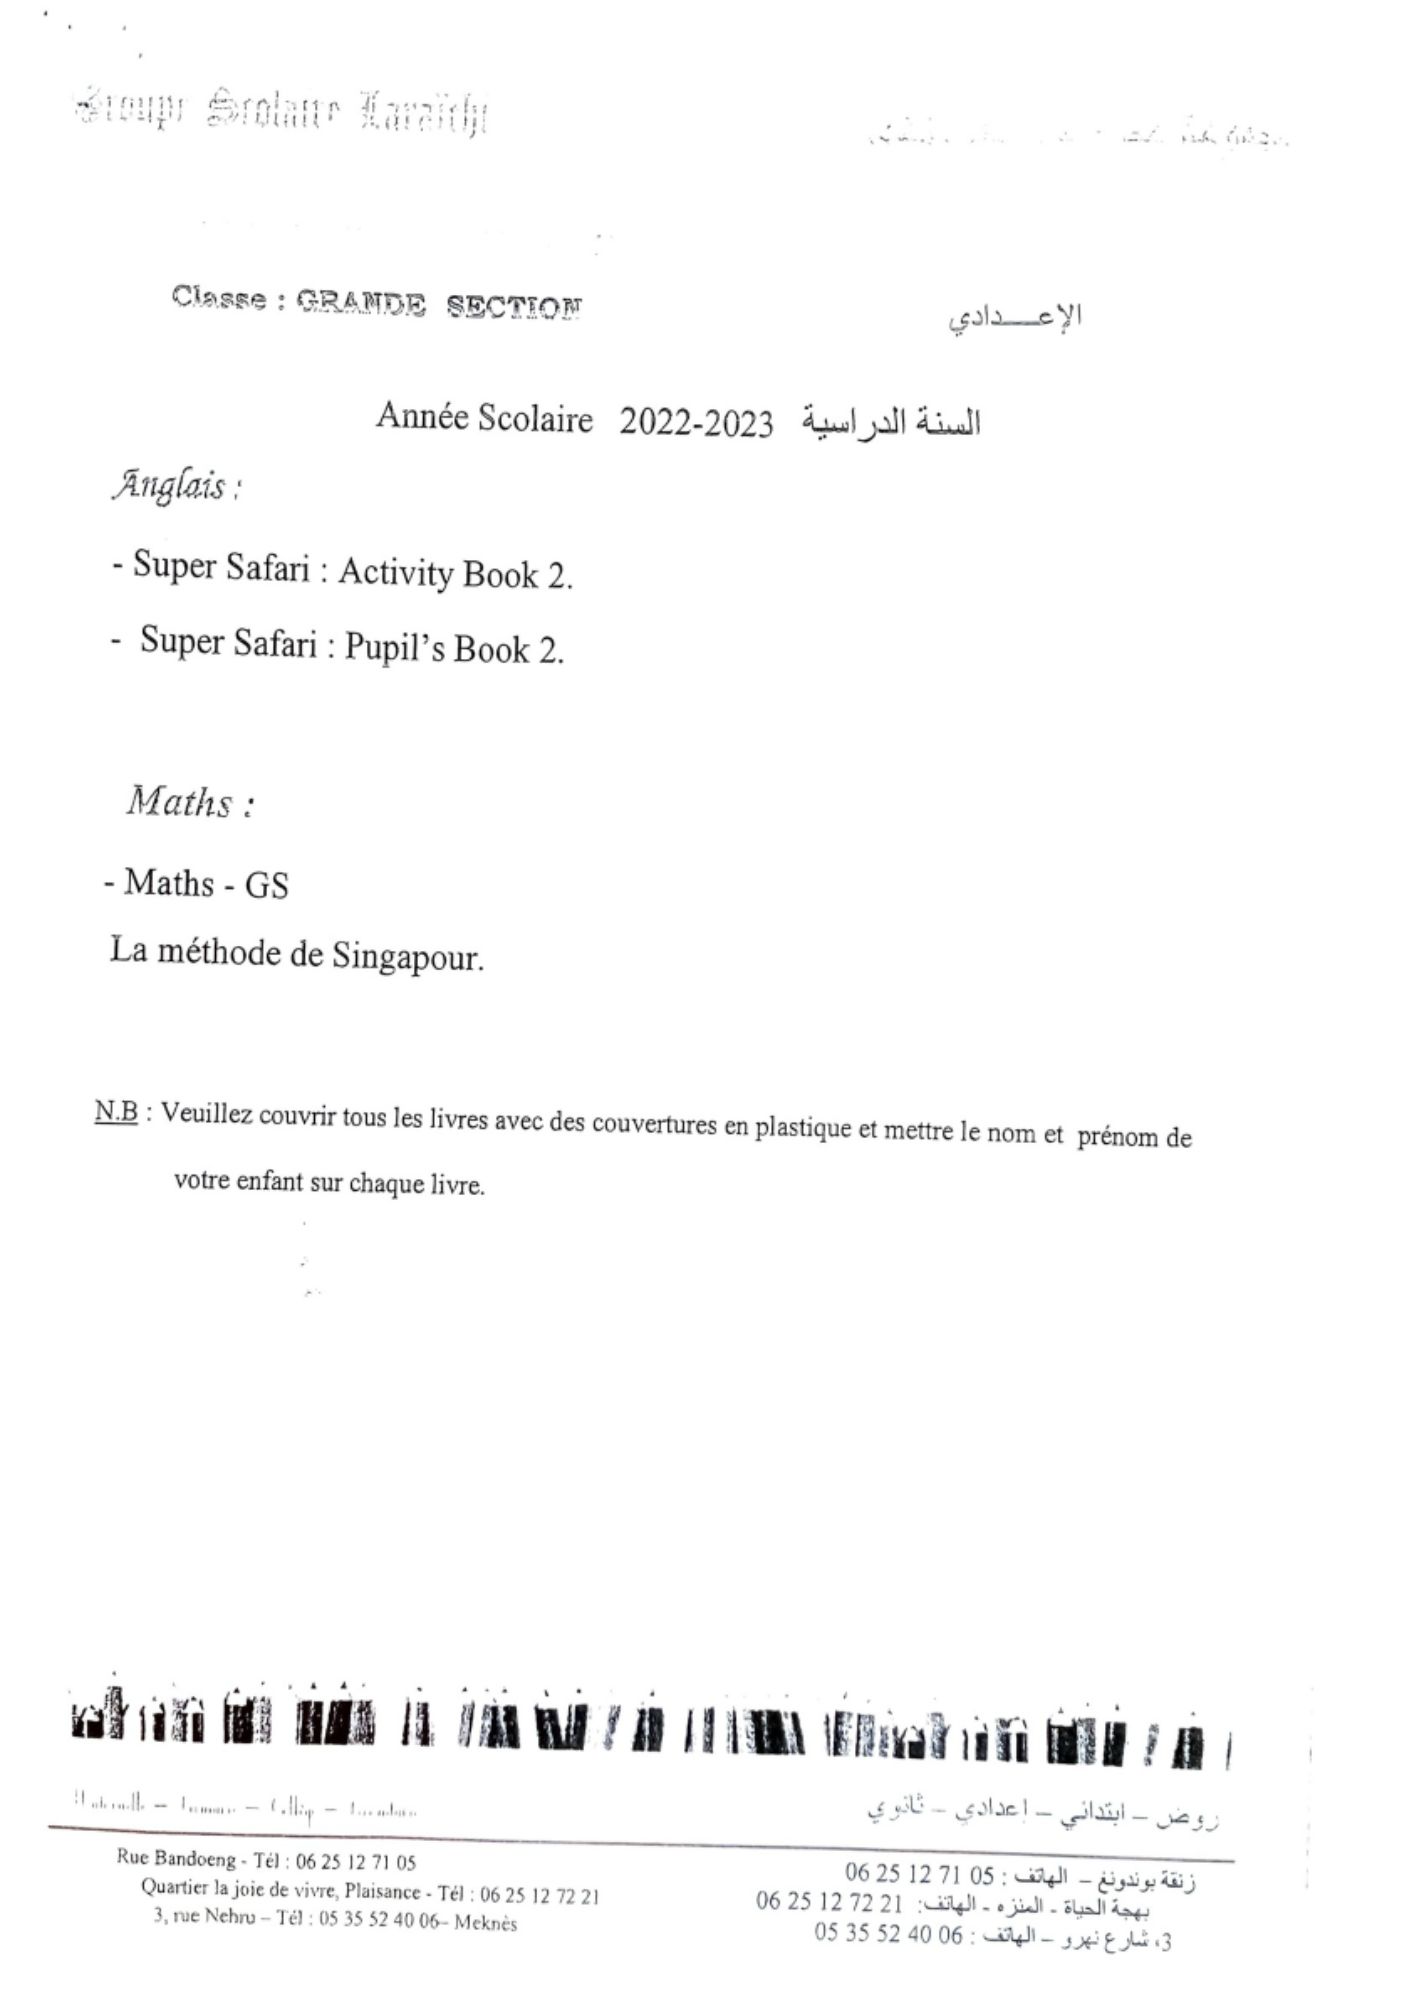 Groupe Scolaire Laraïchi
Classe : GRANDE SECTION
الإعـــدادي
Année Scolaire 2022-2023 السنة الدراسية
Anglais :
- Super Safari : Activity Book 2.
- Super Safari : Pupil's Book 2.
Maths :
- Maths - GS
La méthode de Singapour.
N.B : Veuillez couvrir tous les livres avec des couvertures en plastique et mettre le nom et prénom de
votre enfant sur chaque livre.
روض – ابتدائي – إعدادي – ثانوي
Rue Bandoeng - Tél : 06 25 12 71 05
Quartier la joie de vivre, Plaisance - Tél : 06 25 12 72 21
3, rue Nehru – Tél : 05 35 52 40 06– Meknès
زنقة بوندونغ – الهاتف : 05 71 12 25 06
بهجة الحياة - المنزه - الهاتف: 21 72 12 25 06
3، شارع نهرو – الهاتف : 06 40 52 35 05